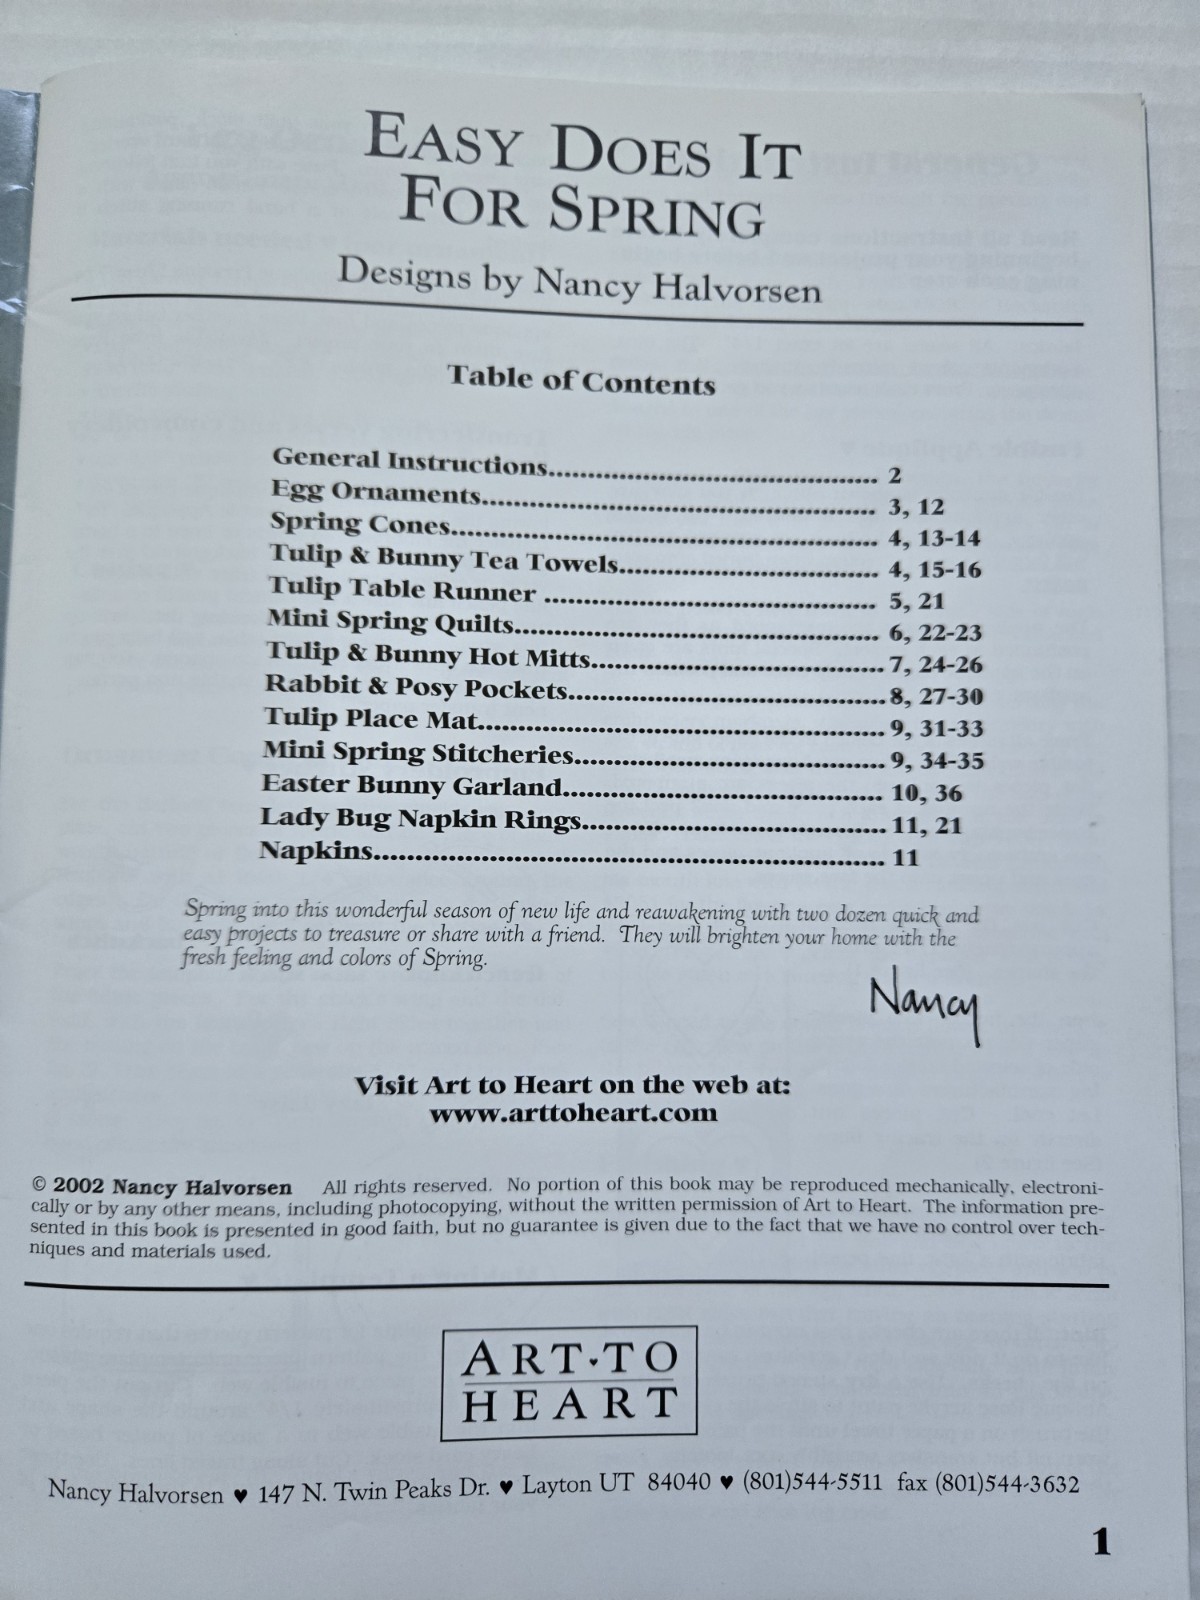 EASY DOES IT
FOR SPRING
Designs by Nancy Halvorsen
Table of Contents
General Instructions.................................................. 2
Egg Ornaments............................................................ 3, 12
Spring Cones................................................................ 4, 13-14
Tulip & Bunny Tea Towels....................................... 4, 15-16
Tulip Table Runner .................................................. 5, 21
Mini Spring Quilts....................................................... 6, 22-23
Tulip & Bunny Hot Mitts............................................ 7, 24-26
Rabbit & Posy Pockets................................................ 8, 27-30
Tulip Place Mat............................................................. 9, 31-33
Mini Spring Stitcheries............................................... 9, 34-35
Easter Bunny Garland................................................ 10, 36
Lady Bug Napkin Rings.............................................. 11, 21
Napkins............................................................................ 11
Spring into this wonderful season of new life and reawakening with two dozen quick and
easy projects to treasure or share with a friend. They will brighten your home with the
fresh feeling and colors of Spring.
Nancy
Visit Art to Heart on the web at:
www.arttoheart.com
© 2002 Nancy Halvorsen All rights reserved. No portion of this book may be reproduced mechanically, electroni-
cally or by any other means, including photocopying, without the written permission of Art to Heart. The information pre-
sented in this book is presented in good faith, but no guarantee is given due to the fact that we have no control over tech-
niques and materials used.
ART♥TO
HEART
Nancy Halvorsen ♥ 147 N. Twin Peaks Dr. ♥ Layton UT 84040 ♥ (801)544-5511 fax (801)544-3632
1